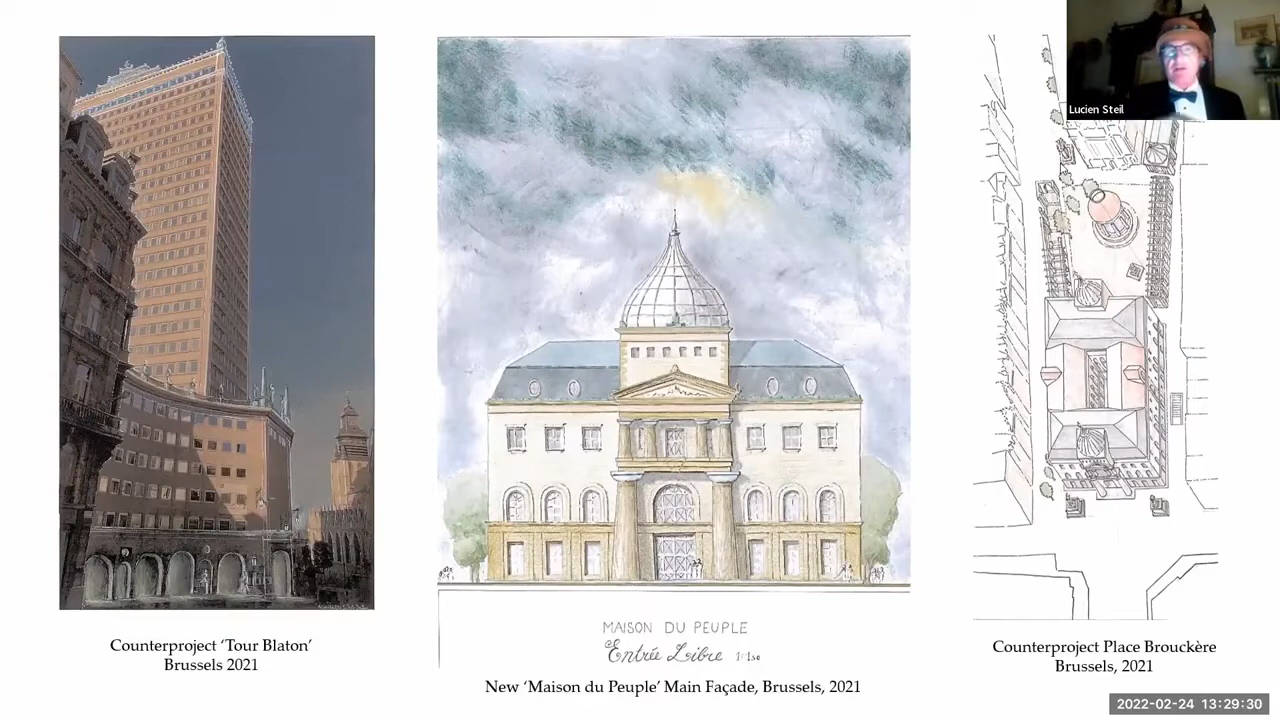 Lucien Steil
Counterproject 'Tour Blaton'
Brussels 2021
MAISON DU PEUPLE
Entrée Libre
New 'Maison du Peuple' Main Façade, Brussels, 2021
Counterproject Place Brouckère
Brussels, 2021
2022-02-24 13:29:30